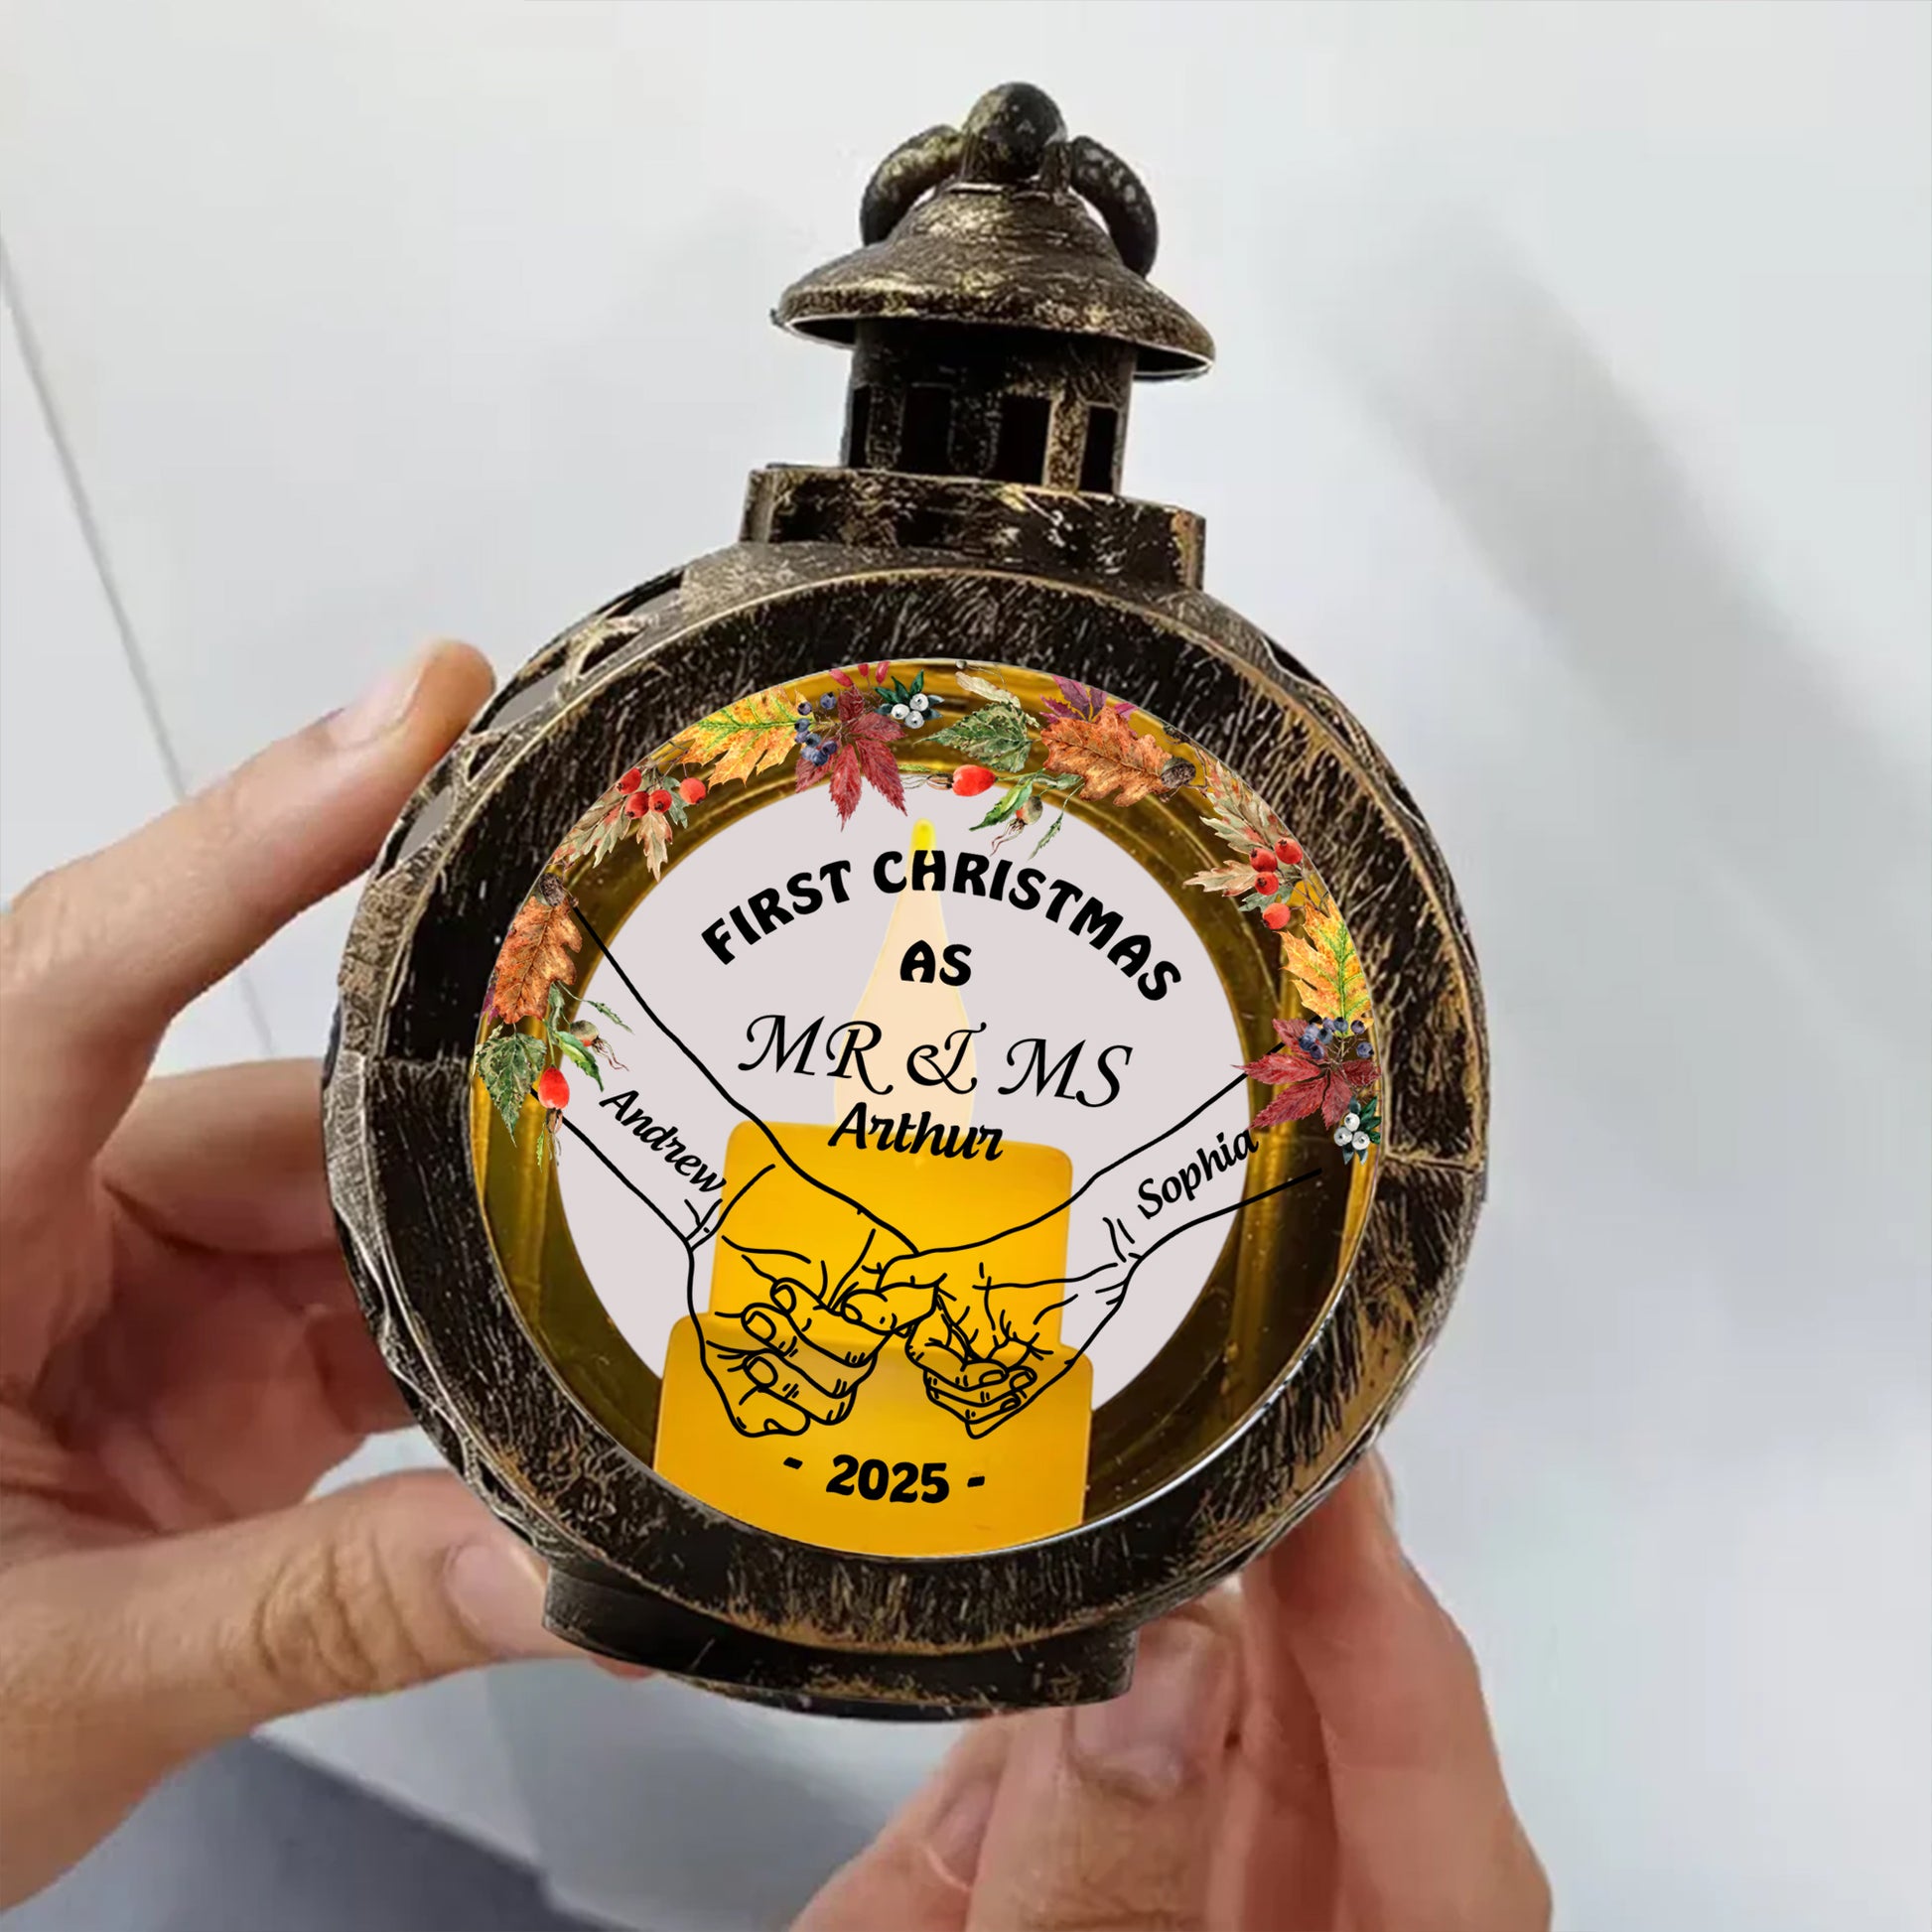 FIRST CHRISTMAS
AS
MR & MS
Arthur
Andrew
Sophia
- 2025 -